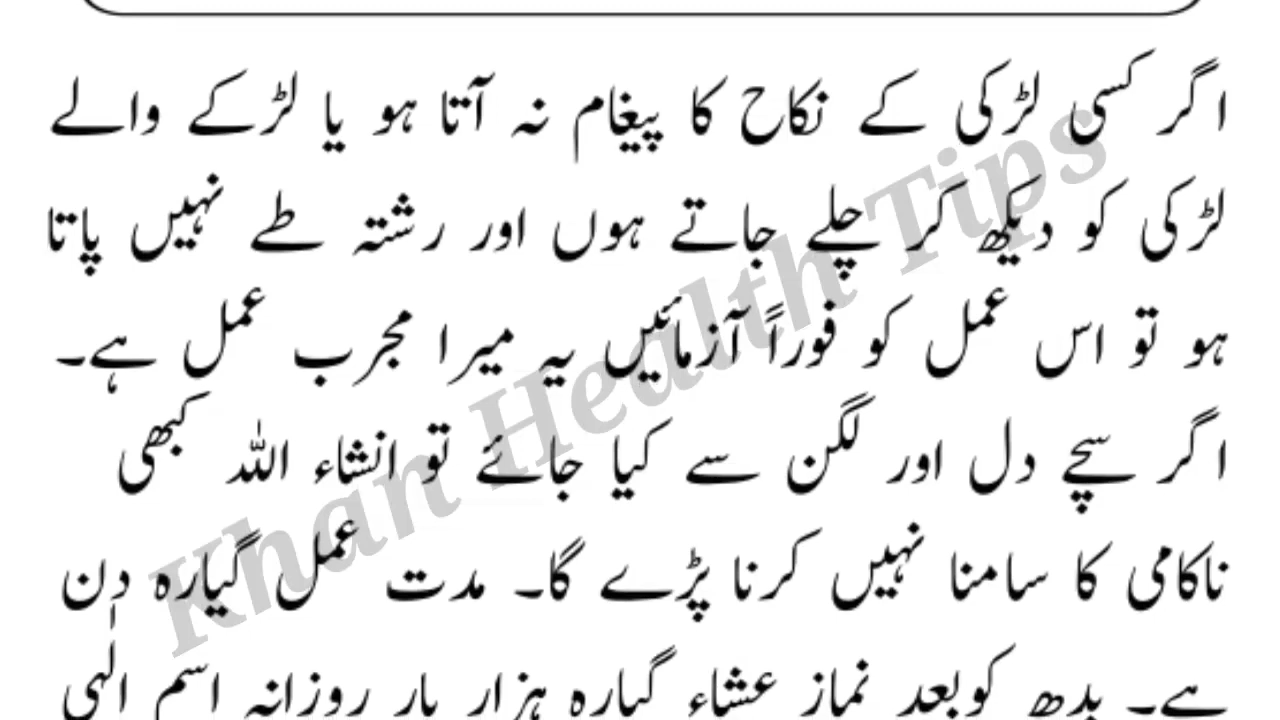 اگر کسی لڑکی کے نکاح کا پیغام نہ آتا ہو یا لڑکے والے
لڑکی کو دیکھ کر چلے جاتے ہوں اور رشتہ طے نہیں پاتا
ہو تو اس عمل کو فوراً آزمائیں یہ میرا مجرب عمل ہے۔
اگر سچے دل اور لگن سے کیا جائے تو انشاء اللہ کبھی
ناکامی کا سامنا نہیں کرنا پڑے گا۔ مدت عمل گیارہ دن
ہے۔ بدھ کو بعد نماز عشاء گیارہ ہزار بار روزانہ اسم الٰہی
Khan Health Tips